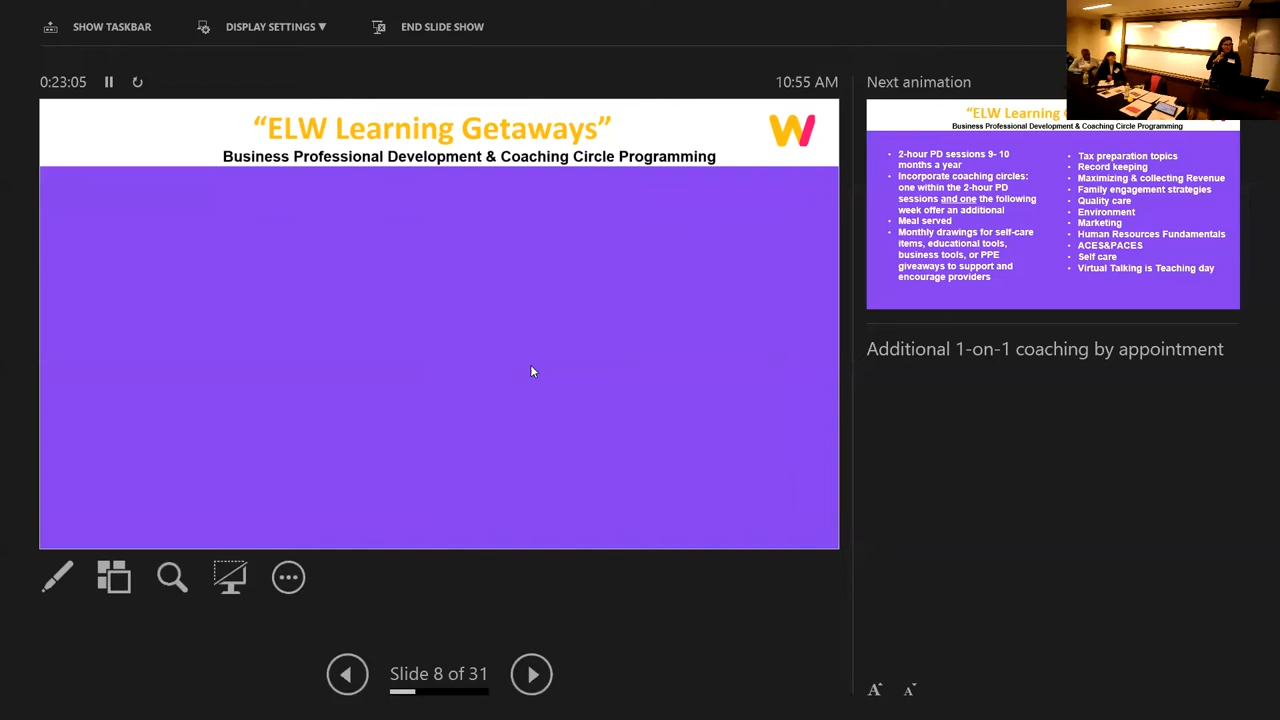 SHOW TASKBAR
DISPLAY SETTINGS ▼
END SLIDE SHOW
0:23:05
10:55 AM
“ELW Learning Getaways”
Business Professional Development & Coaching Circle Programming
Slide 8 of 31
Next animation
“ELW Learning G
Business Professional Development & Coaching Circle Programming
• 2-hour PD sessions 9- 10
months a year
• Incorporate coaching circles:
one within the 2-hour PD
sessions and one the following
week offer an additional
• Meal served
• Monthly drawings for self-care
items, educational tools,
business tools, or PPE
giveaways to support and
encourage providers
• Tax preparation topics
• Record keeping
• Maximizing & collecting Revenue
• Family engagement strategies
• Quality care
• Environment
• Marketing
• Human Resources Fundamentals
• ACES&PACES
• Self care
• Virtual Talking is Teaching day
Additional 1-on-1 coaching by appointment
A A